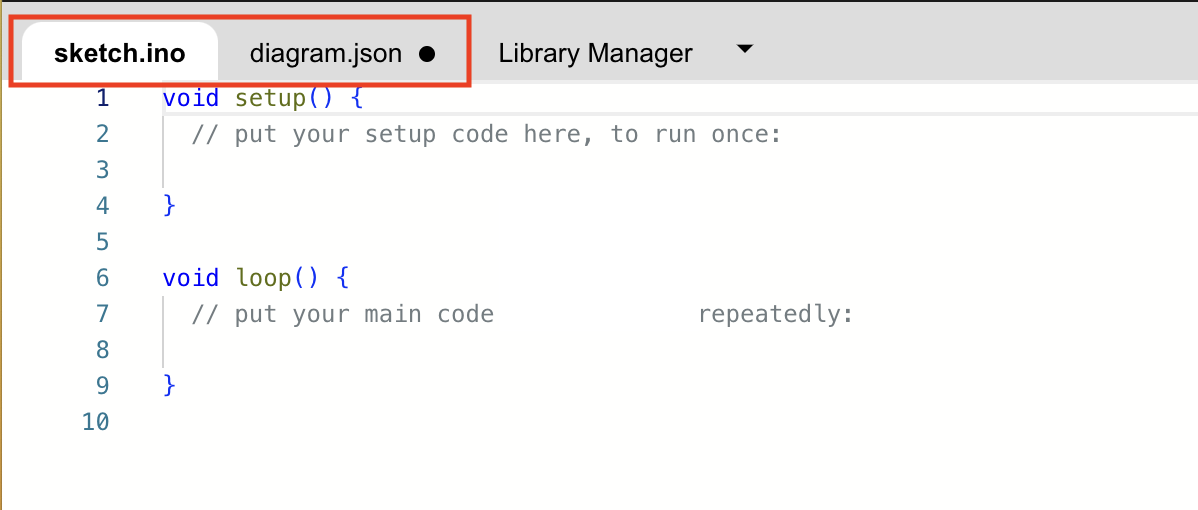 sketch.ino diagram.json ● Library Manager
1 void setup() {
2 // put your setup code here, to run once:
3
4 }
5
6 void loop() {
7 // put your main code repeatedly:
8
9 }
10